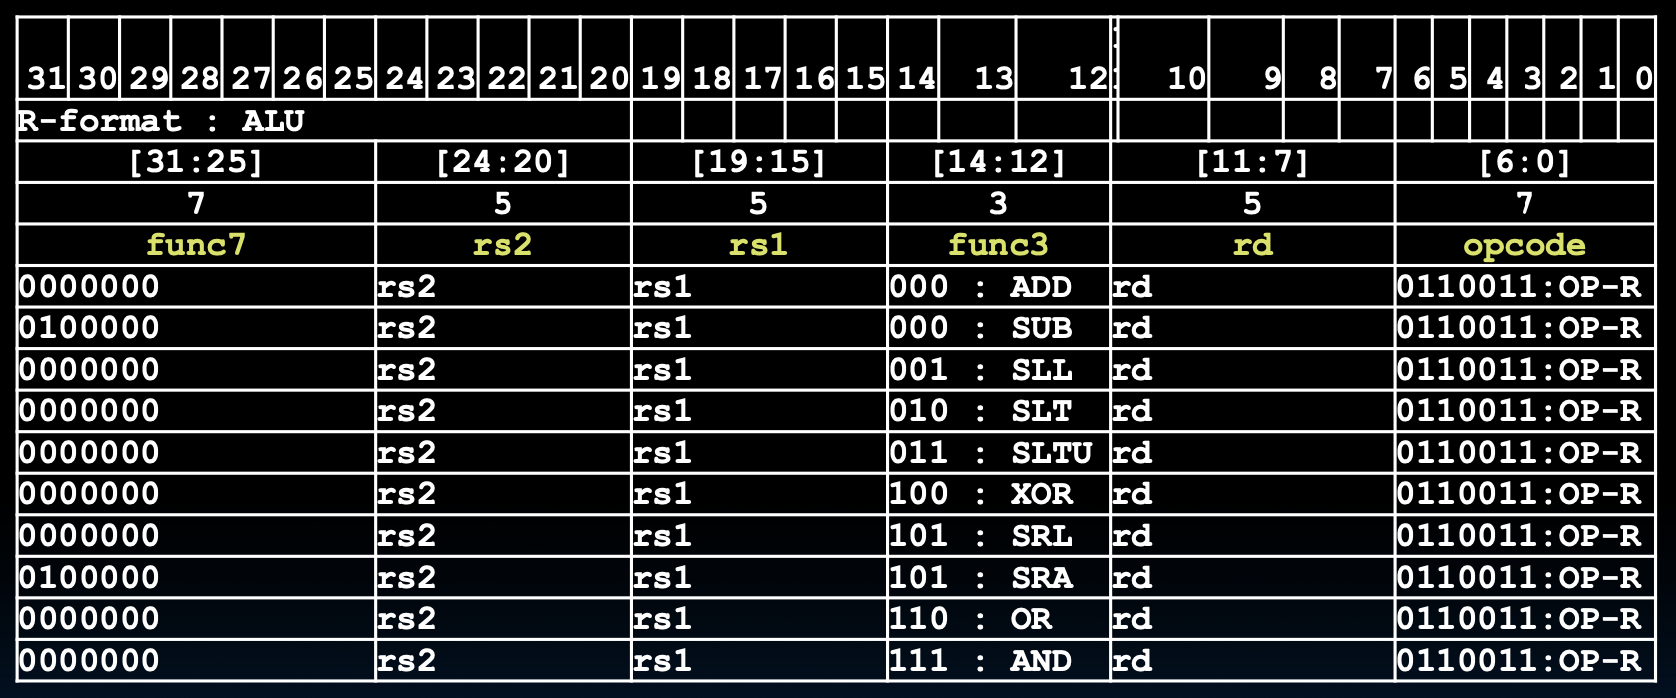 31 30 29 28 27 26 25 24 23 22 21 20 19 18 17 16 15 14 13 12 10 9 8 7 6 5 4 3 2 1 0
R-format : ALU
[31:25] [24:20] [19:15] [14:12] [11:7] [6:0]
7 5 5 3 5 7
func7 rs2 rs1 func3 rd opcode
0000000 rs2 rs1 000 : ADD rd 0110011:OP-R
0100000 rs2 rs1 000 : SUB rd 0110011:OP-R
0000000 rs2 rs1 001 : SLL rd 0110011:OP-R
0000000 rs2 rs1 010 : SLT rd 0110011:OP-R
0000000 rs2 rs1 011 : SLTU rd 0110011:OP-R
0000000 rs2 rs1 100 : XOR rd 0110011:OP-R
0000000 rs2 rs1 101 : SRL rd 0110011:OP-R
0100000 rs2 rs1 101 : SRA rd 0110011:OP-R
0000000 rs2 rs1 110 : OR rd 0110011:OP-R
0000000 rs2 rs1 111 : AND rd 0110011:OP-R